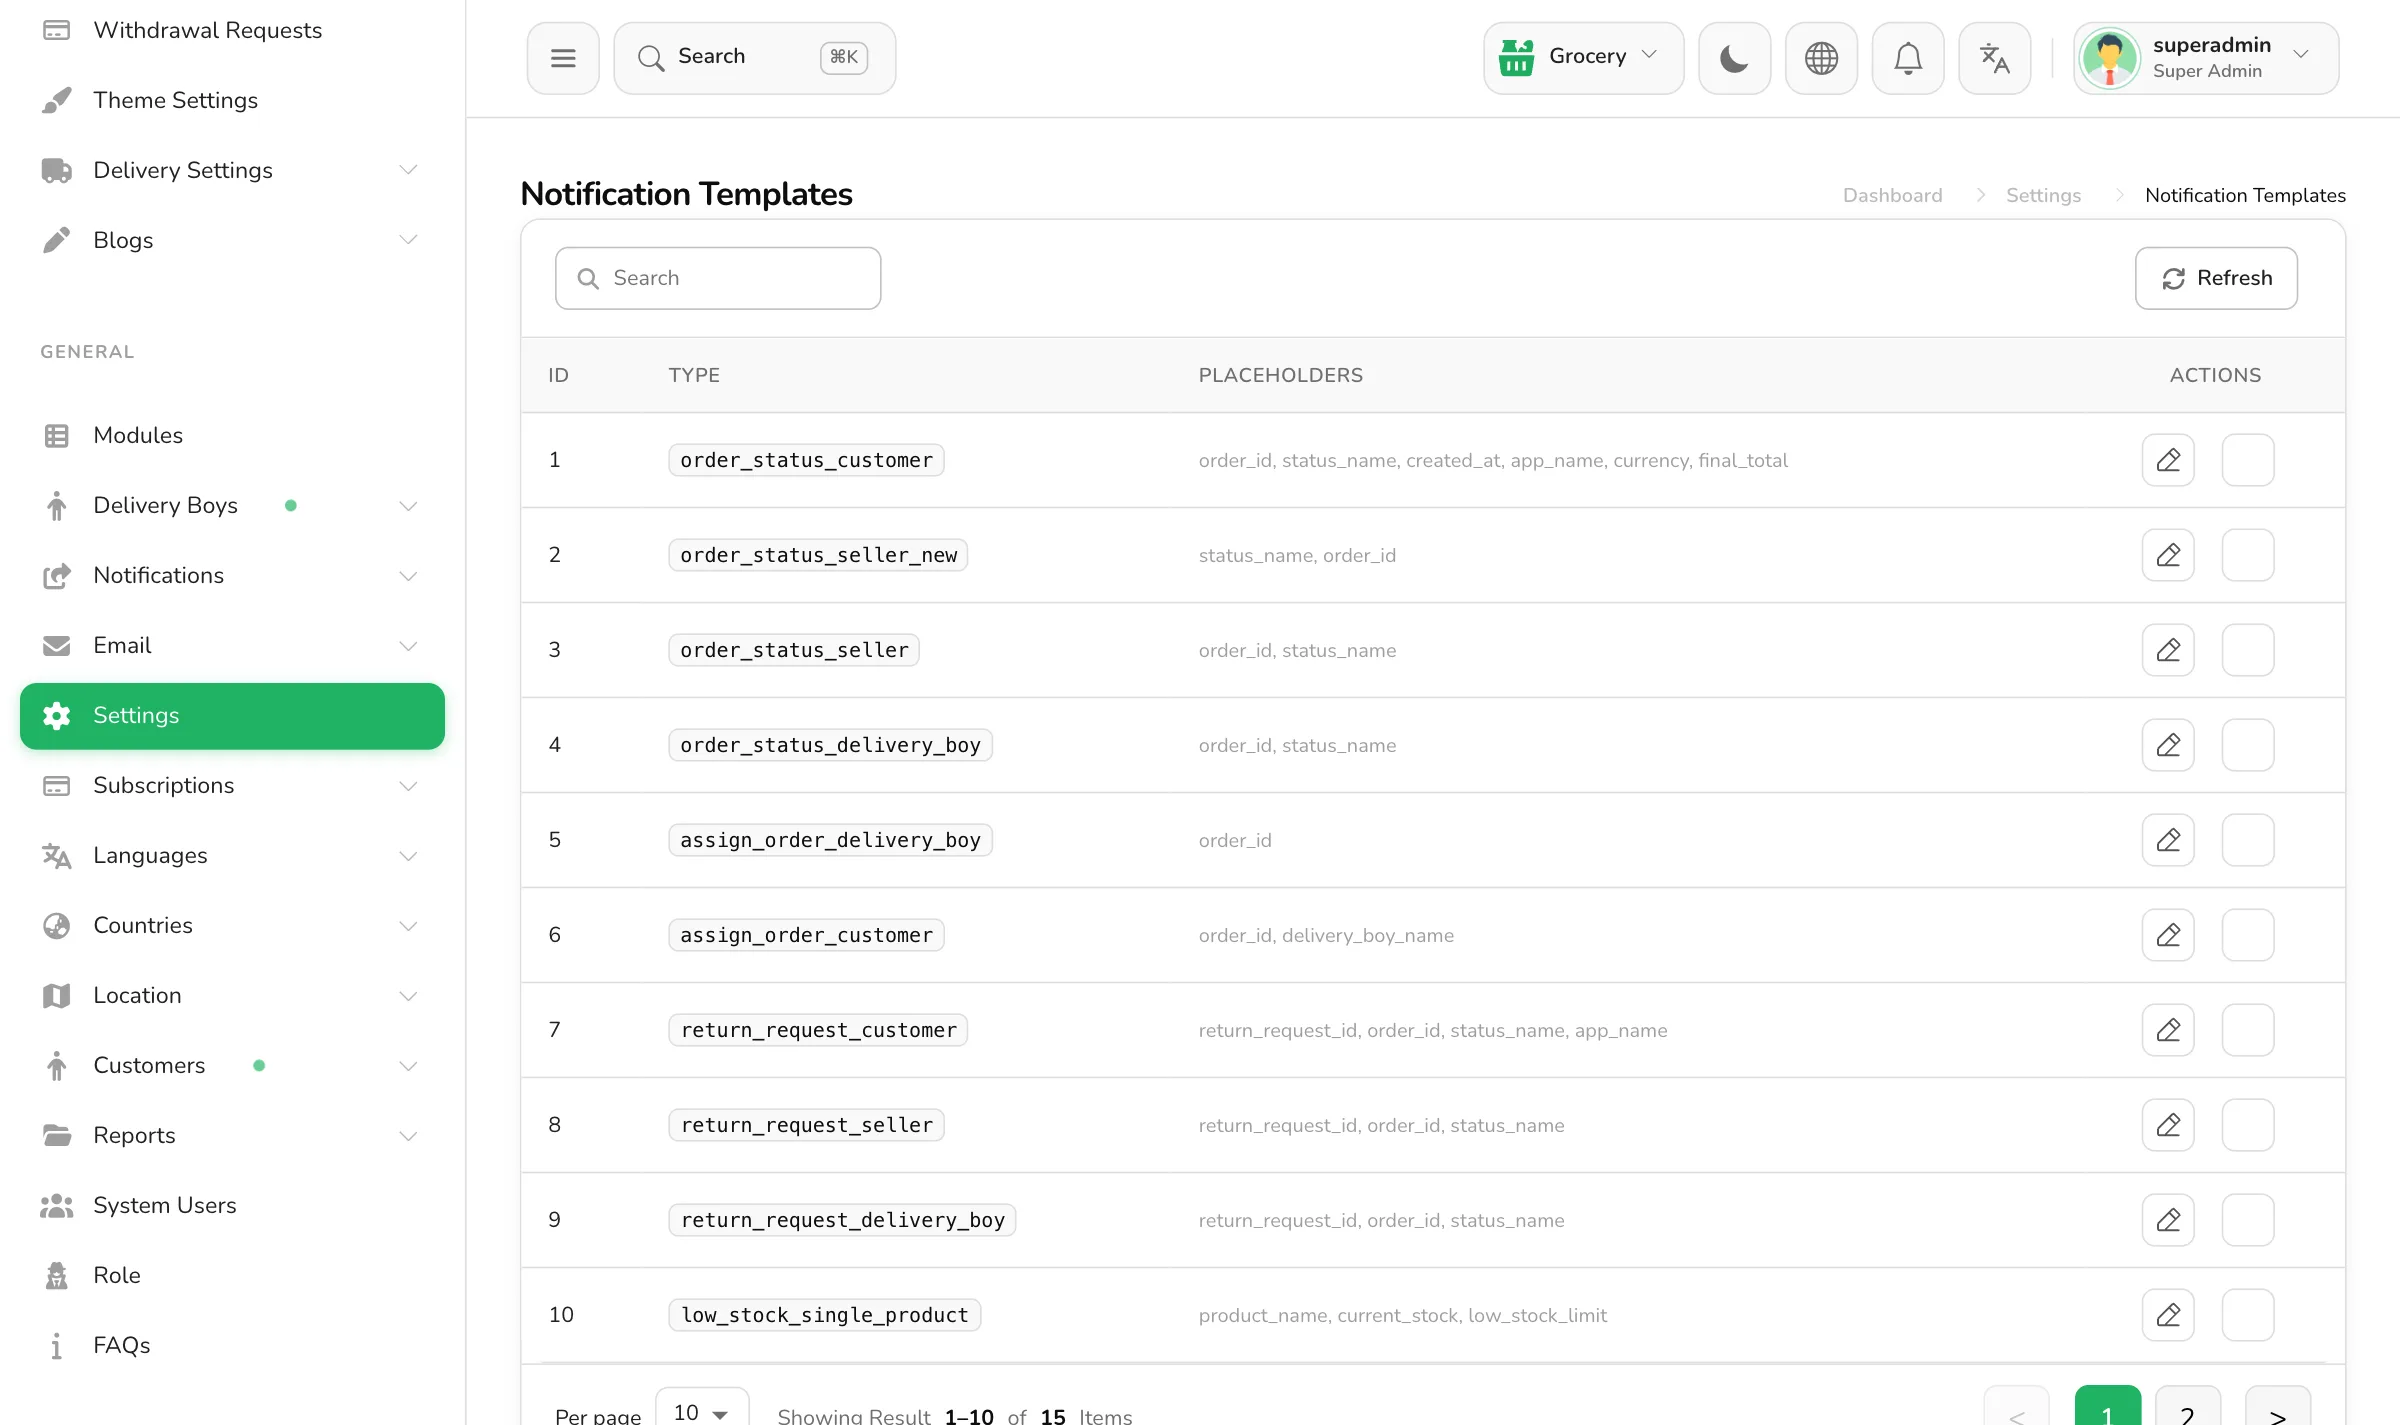 Withdrawal Requests
Theme Settings
Delivery Settings
Blogs
GENERAL
Modules
Delivery Boys
Notifications
Email
Settings
Subscriptions
Languages
Countries
Location
Customers
Reports
System Users
Role
FAQs
Search ⌘K
Grocery
superadmin
Super Admin
Notification Templates
Dashboard > Settings > Notification Templates
Search
Refresh
ID TYPE PLACEHOLDERS ACTIONS
1 order_status_customer order_id, status_name, created_at, app_name, currency, final_total
2 order_status_seller_new status_name, order_id
3 order_status_seller order_id, status_name
4 order_status_delivery_boy order_id, status_name
5 assign_order_delivery_boy order_id
6 assign_order_customer order_id, delivery_boy_name
7 return_request_customer return_request_id, order_id, status_name, app_name
8 return_request_seller return_request_id, order_id, status_name
9 return_request_delivery_boy return_request_id, order_id, status_name
10 low_stock_single_product product_name, current_stock, low_stock_limit
Per page 10 Showing Result 1–10 of 15 Items < 1 2 >